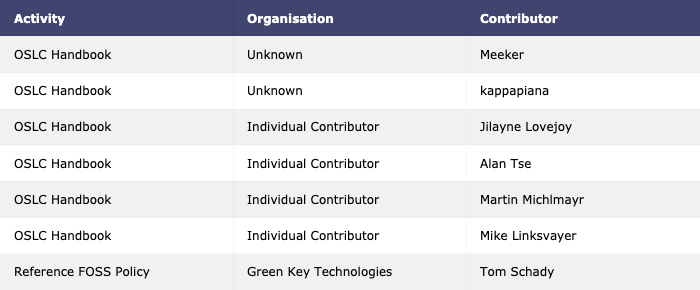 Activity Organisation Contributor
OSLC Handbook Unknown Meeker
OSLC Handbook Unknown kappapiana
OSLC Handbook Individual Contributor Jilayne Lovejoy
OSLC Handbook Individual Contributor Alan Tse
OSLC Handbook Individual Contributor Martin Michlmayr
OSLC Handbook Individual Contributor Mike Linksvayer
Reference FOSS Policy Green Key Technologies Tom Schady